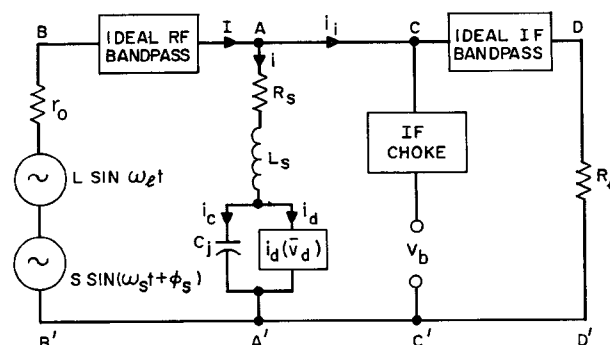 B
IDEAL RF
BANDPASS
I
A
i_i
C
IDEAL IF
BANDPASS
D
i
R_s
r_o
L_s
IF
CHOKE
L SIN ω_ℓt
i_c
i_d
C_j
i_d(v̄_d)
v_b
S SIN(ω_st+ϕ_s)
B'
A'
C'
D'